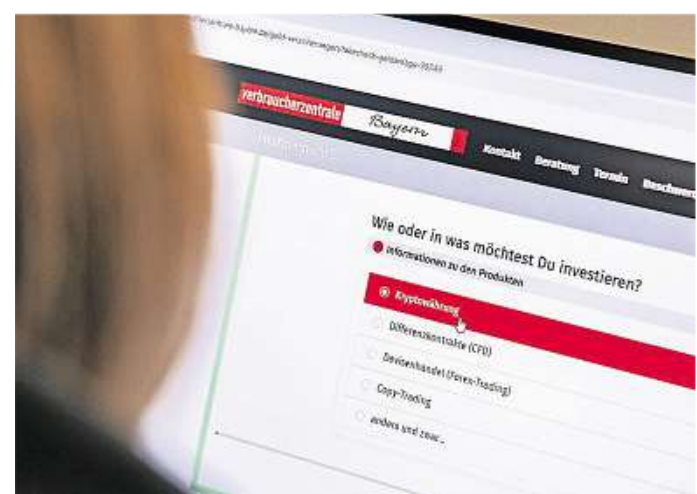 verbraucherzentrale Bayern Kontakt Beratung Termin
Wie oder in was möchtest Du investieren?
Informationen zu den Produkten
Kryptowährung
Differenzkontrakte (CFD)
Devisenhandel (Forex-Trading)
Copy-Trading
anders und zwar...